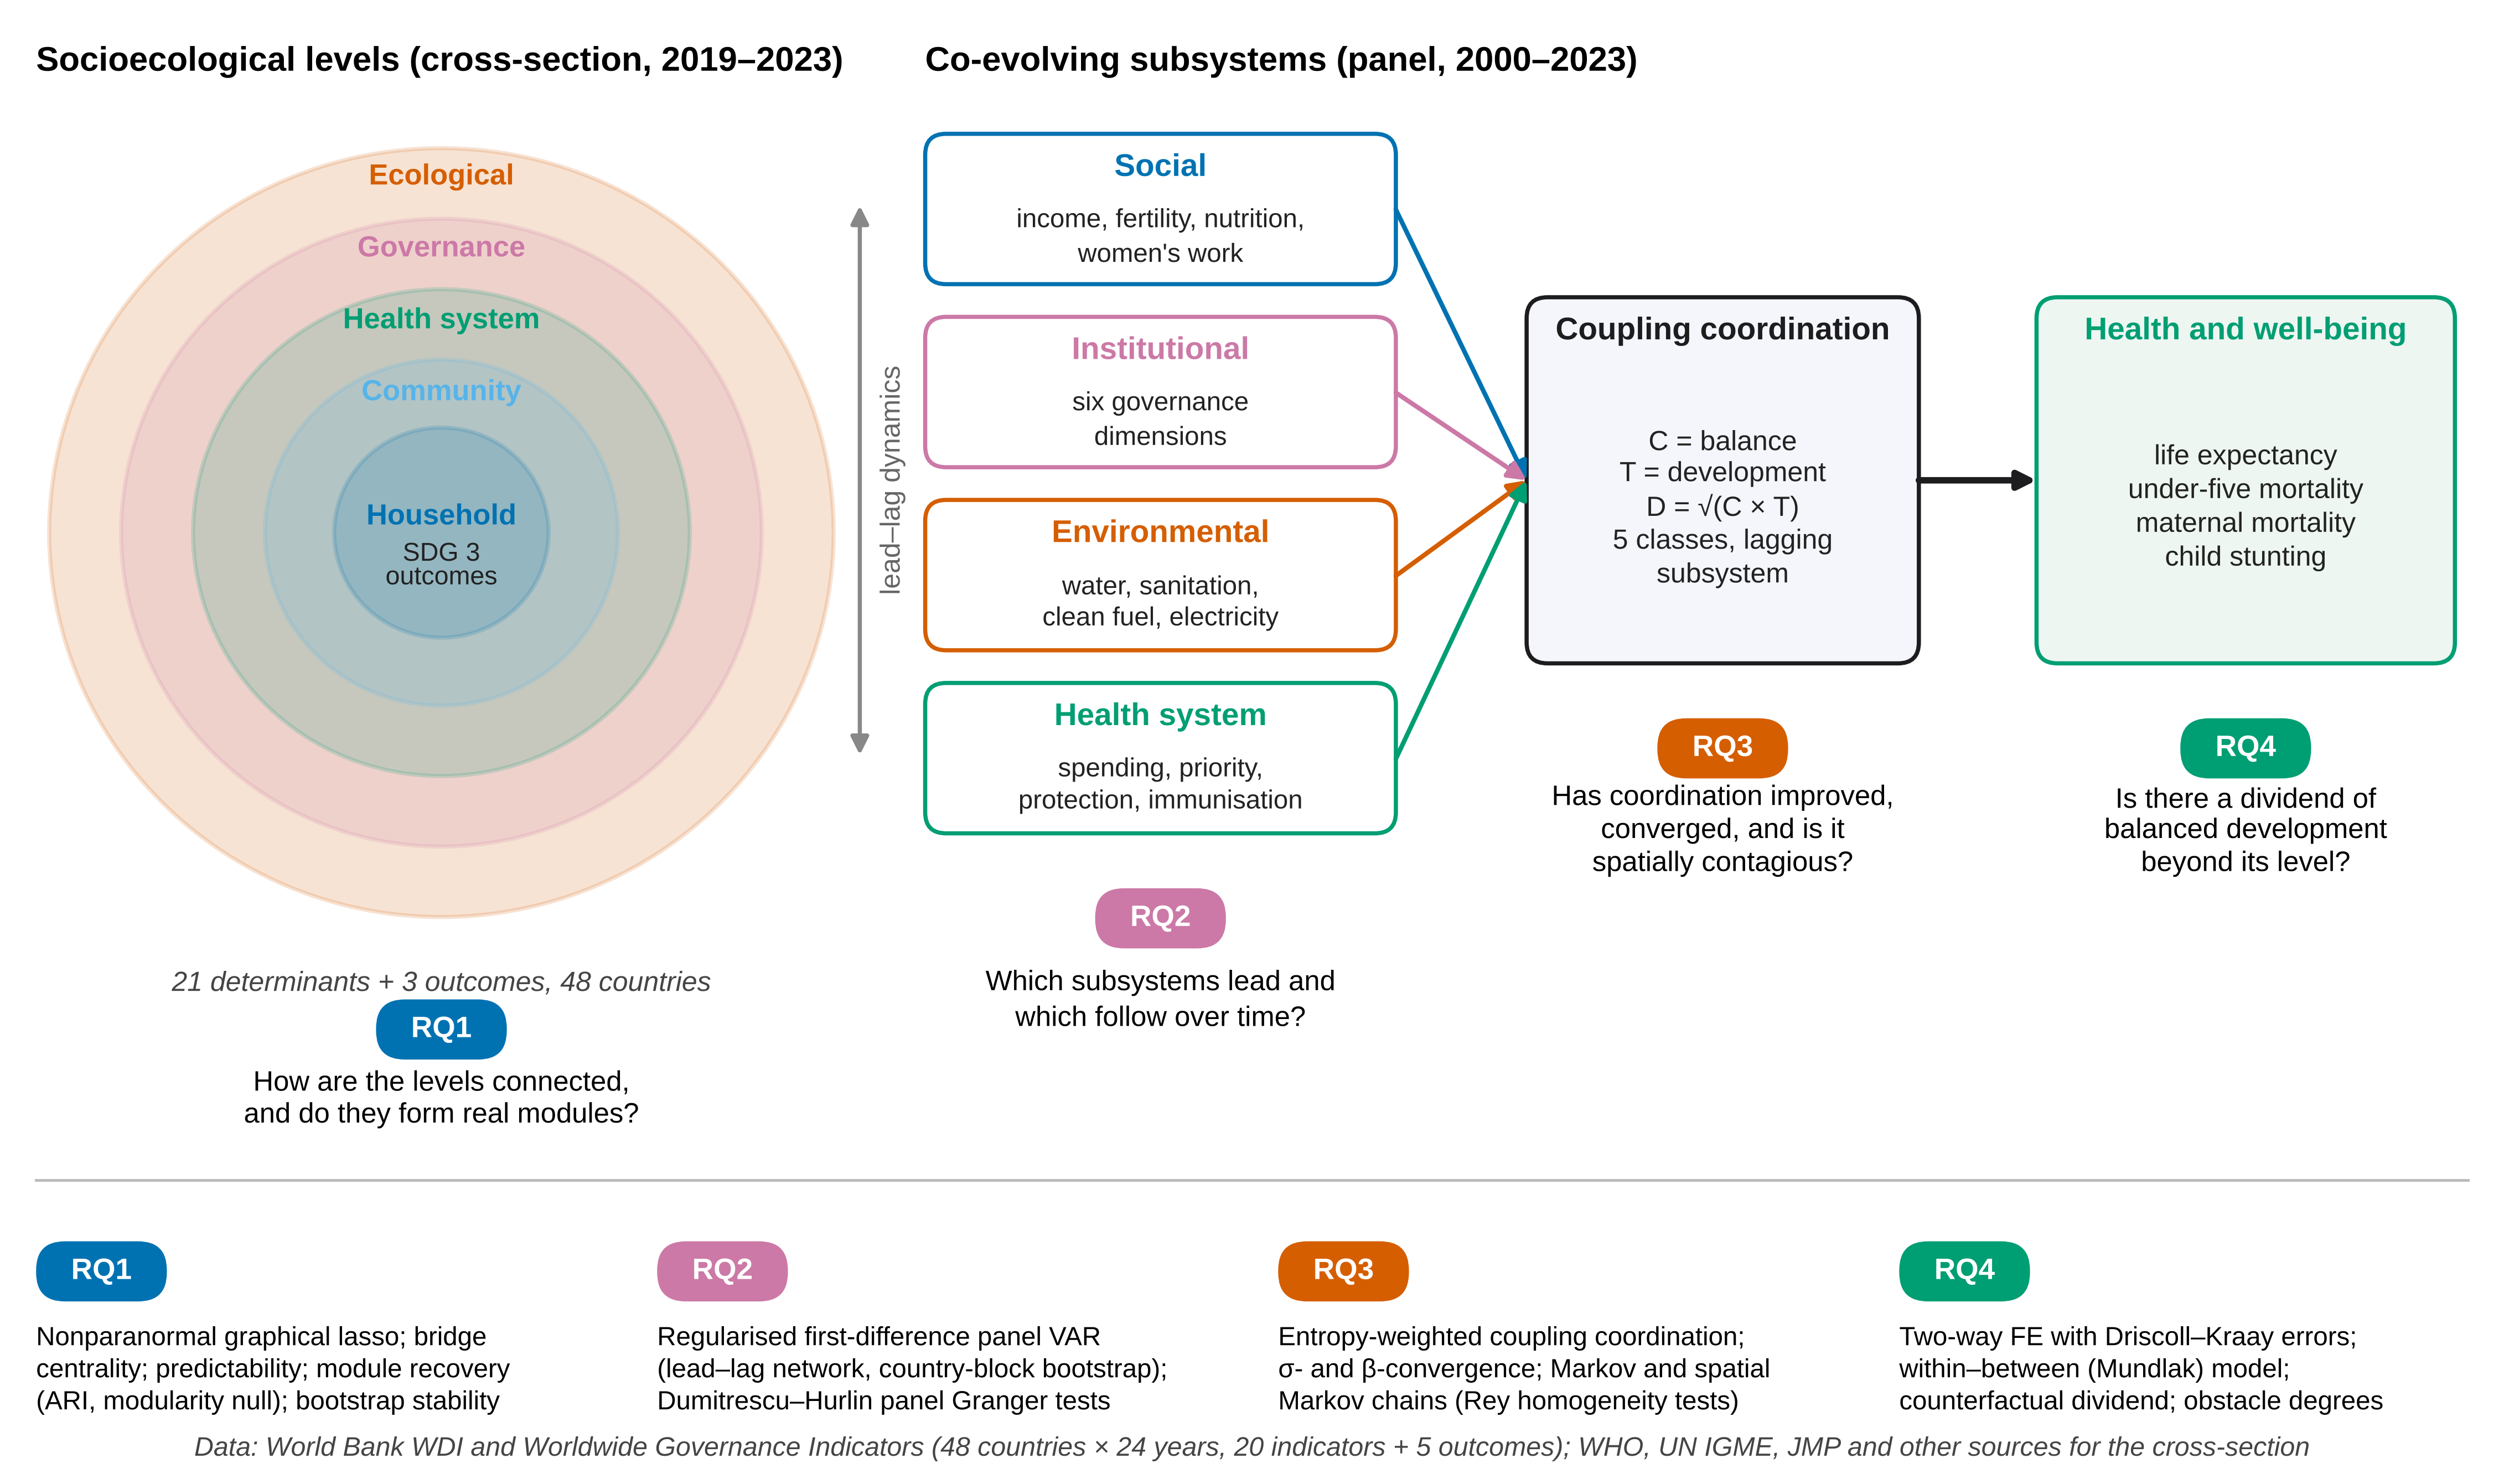 Socioecological levels (cross-section, 2019–2023)
Ecological
Governance
Health system
Community
Household
SDG 3
outcomes
21 determinants + 3 outcomes, 48 countries
RQ1
How are the levels connected,
and do they form real modules?
lead–lag dynamics
Co-evolving subsystems (panel, 2000–2023)
Social
income, fertility, nutrition,
women's work
Institutional
six governance
dimensions
Environmental
water, sanitation,
clean fuel, electricity
Health system
spending, priority,
protection, immunisation
RQ2
Which subsystems lead and
which follow over time?
Coupling coordination
C = balance
T = development
D = √(C × T)
5 classes, lagging
subsystem
RQ3
Has coordination improved,
converged, and is it
spatially contagious?
Health and well-being
life expectancy
under-five mortality
maternal mortality
child stunting
RQ4
Is there a dividend of
balanced development
beyond its level?
RQ1
Nonparanormal graphical lasso; bridge
centrality; predictability; module recovery
(ARI, modularity null); bootstrap stability
RQ2
Regularised first-difference panel VAR
(lead–lag network, country-block bootstrap);
Dumitrescu–Hurlin panel Granger tests
RQ3
Entropy-weighted coupling coordination;
σ- and β-convergence; Markov and spatial
Markov chains (Rey homogeneity tests)
RQ4
Two-way FE with Driscoll–Kraay errors;
within–between (Mundlak) model;
counterfactual dividend; obstacle degrees
Data: World Bank WDI and Worldwide Governance Indicators (48 countries × 24 years, 20 indicators + 5 outcomes); WHO, UN IGME, JMP and other sources for the cross-section